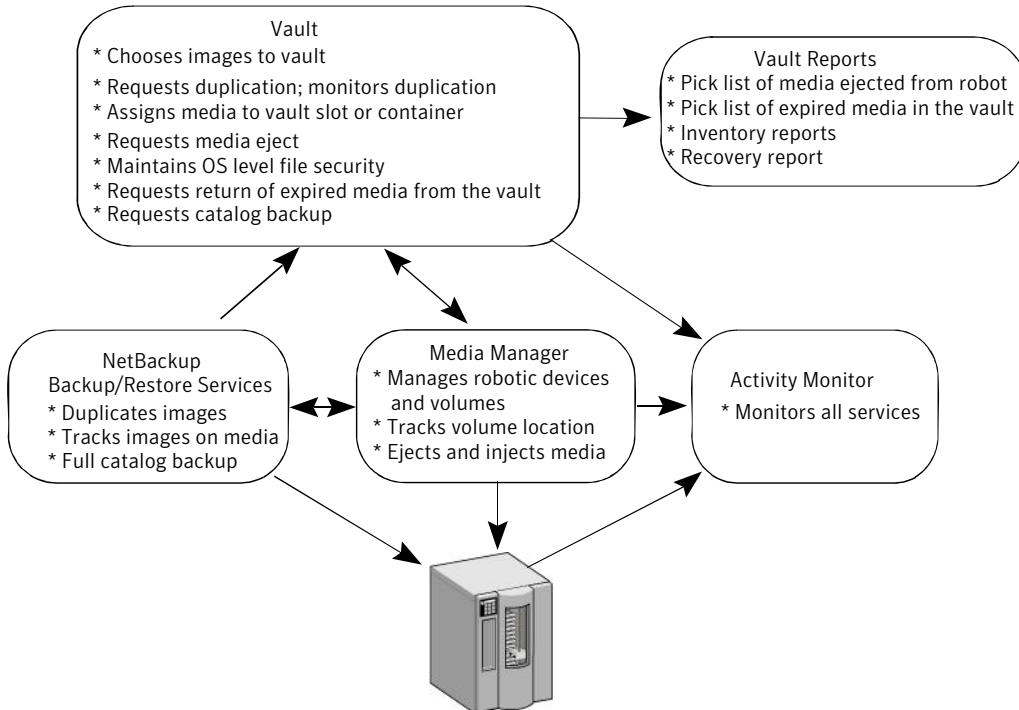 Vault
* Chooses images to vault
* Requests duplication; monitors duplication
* Assigns media to vault slot or container
* Requests media eject
* Maintains OS level file security
* Requests return of expired media from the vault
* Requests catalog backup
Vault Reports
* Pick list of media ejected from robot
* Pick list of expired media in the vault
* Inventory reports
* Recovery report
NetBackup
Backup/Restore Services
* Duplicates images
* Tracks images on media
* Full catalog backup
Media Manager
* Manages robotic devices
and volumes
* Tracks volume location
* Ejects and injects media
Activity Monitor
* Monitors all services